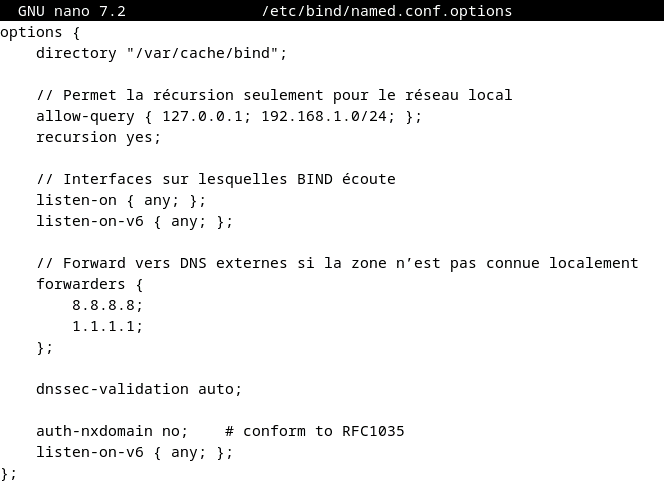 GNU nano 7.2 /etc/bind/named.conf.options
options {
    directory "/var/cache/bind";

    // Permet la récursion seulement pour le réseau local
    allow-query { 127.0.0.1; 192.168.1.0/24; };
    recursion yes;

    // Interfaces sur lesquelles BIND écoute
    listen-on { any; };
    listen-on-v6 { any; };

    // Forward vers DNS externes si la zone n’est pas connue localement
    forwarders {
        8.8.8.8;
        1.1.1.1;
    };

    dnssec-validation auto;

    auth-nxdomain no;    # conform to RFC1035
    listen-on-v6 { any; };
};